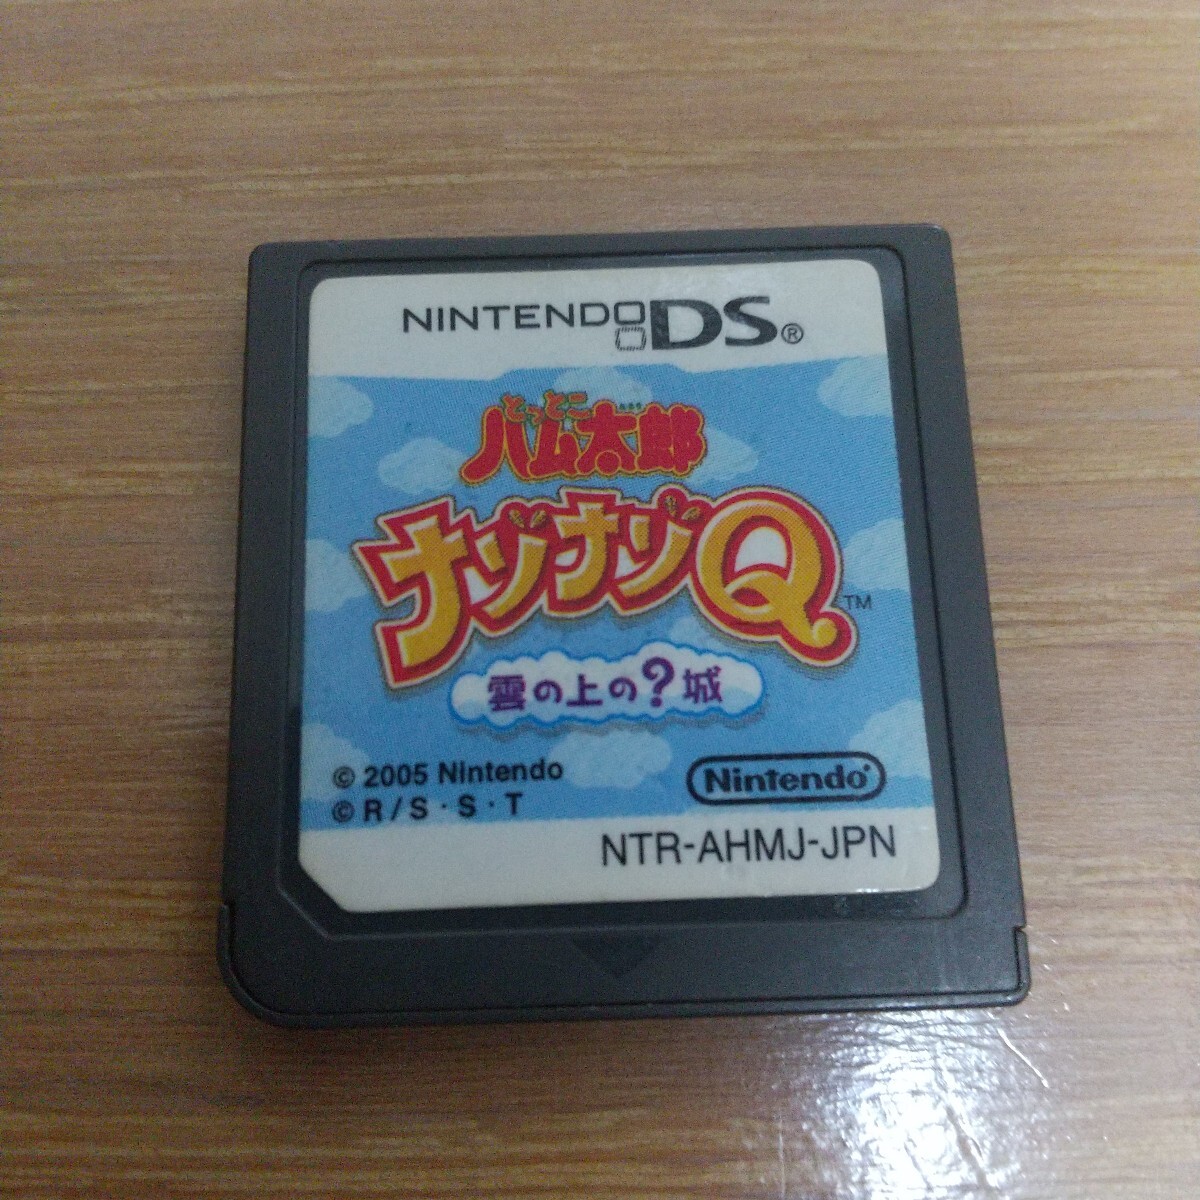 NINTENDO DS®
とっとこ
ハム太郎
ナゾナゾQ™
雲の上の?城
© 2005 Nintendo
© R/S・S・T
Nintendo®
NTR-AHMJ-JPN